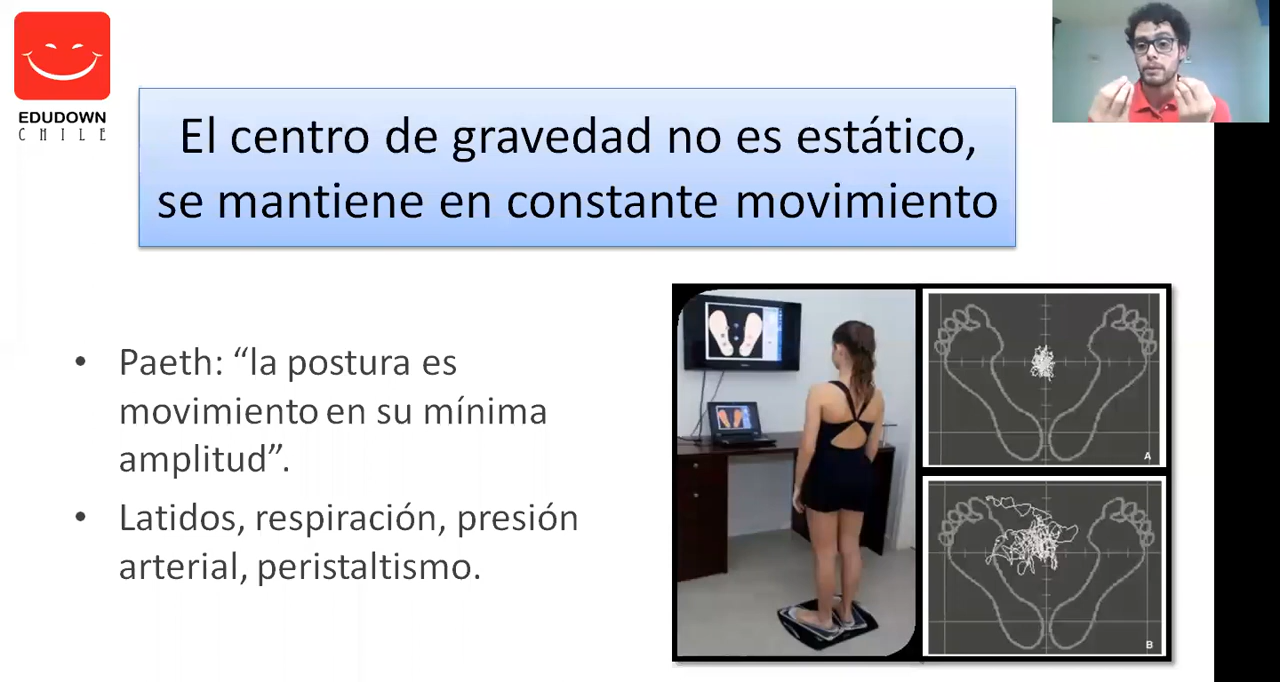 EDUDOWN
CHILE
El centro de gravedad no es estático,
se mantiene en constante movimiento
• Paeth: “la postura es
movimiento en su mínima
amplitud”.
• Latidos, respiración, presión
arterial, peristaltismo.
A
B